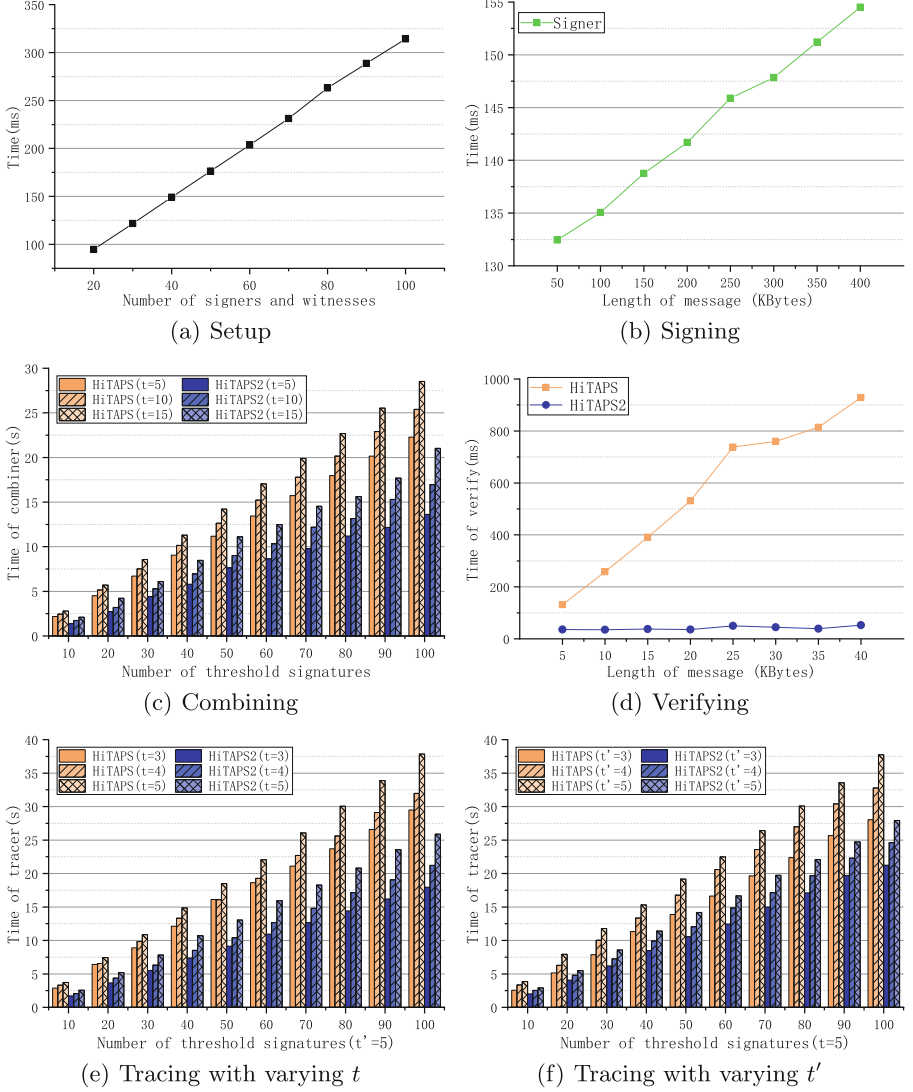 350
300
250
200
150
100
Time(ms)
20 40 60 80 100
Number of signers and witnesses
(a) Setup
155
150
145
140
135
130
Time(ms)
Signer
50 100 150 200 250 300 350 400
Length of message (KBytes)
(b) Signing
30
25
20
15
10
5
0
Time of combiner(s)
HiTAPS(t=5) HiTAPS2(t=5)
HiTAPS(t=10) HiTAPS2(t=10)
HiTAPS(t=15) HiTAPS2(t=15)
10 20 30 40 50 60 70 80 90 100
Number of threshold signatures
(c) Combining
1000
800
600
400
200
0
Time of verify(ms)
HiTAPS
HiTAPS2
5 10 15 20 25 30 35 40
Length of message (KBytes)
(d) Verifying
40
35
30
25
20
15
10
5
0
Time of tracer(s)
HiTAPS(t=3) HiTAPS2(t=3)
HiTAPS(t=4) HiTAPS2(t=4)
HiTAPS(t=5) HiTAPS2(t=5)
10 20 30 40 50 60 70 80 90 100
Number of threshold signatures(t'=5)
(e) Tracing with varying t
40
35
30
25
20
15
10
5
0
Time of tracer(s)
HiTAPS(t'=3) HiTAPS2(t'=3)
HiTAPS(t'=4) HiTAPS2(t'=4)
HiTAPS(t'=5) HiTAPS2(t'=5)
10 20 30 40 50 60 70 80 90 100
Number of threshold signatures(t=5)
(f) Tracing with varying t′